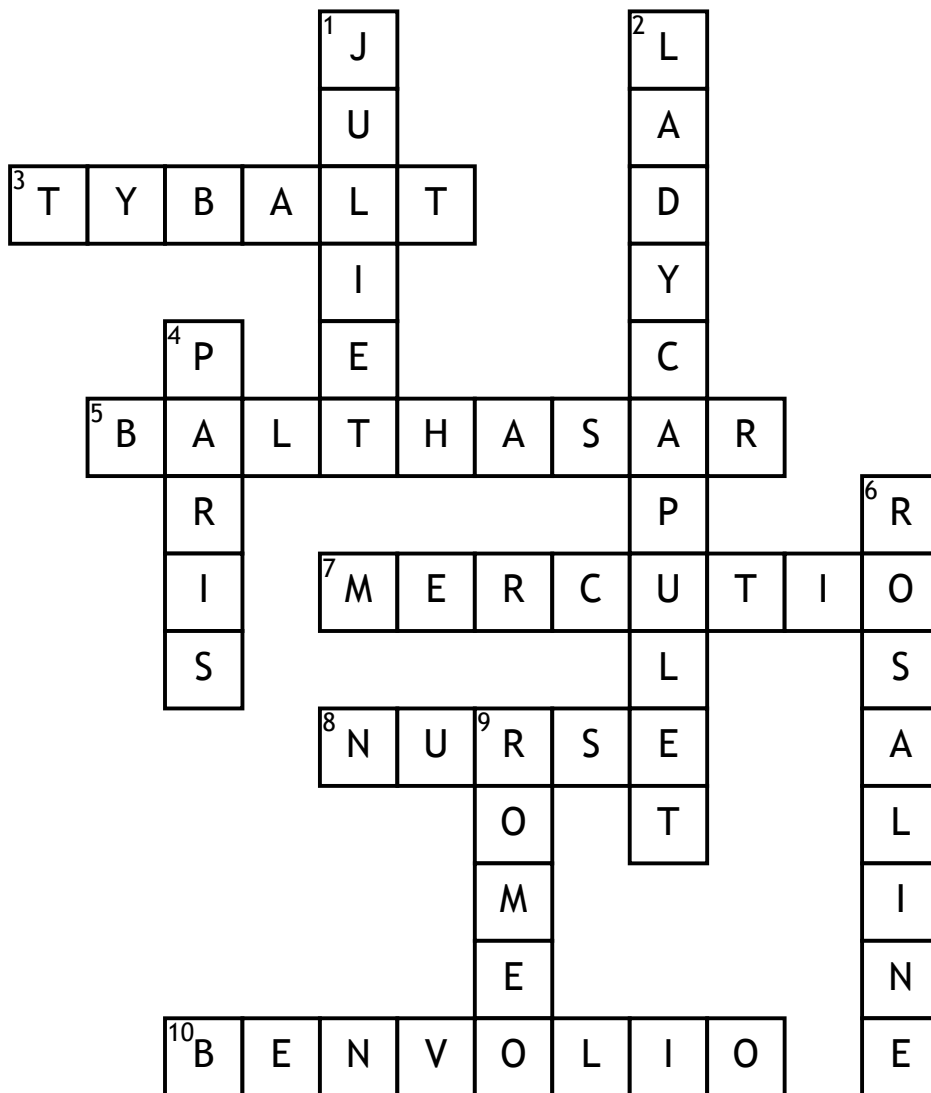 1 J 2 L
U A
3 T Y B A L T D
I Y
4 P E C
5 B A L T H A S A R
R P 6 R
I 7 M E R C U T I O
S L S
8 N U 9 R S E A
O T L
M I
E N
10 B E N V O L I O E